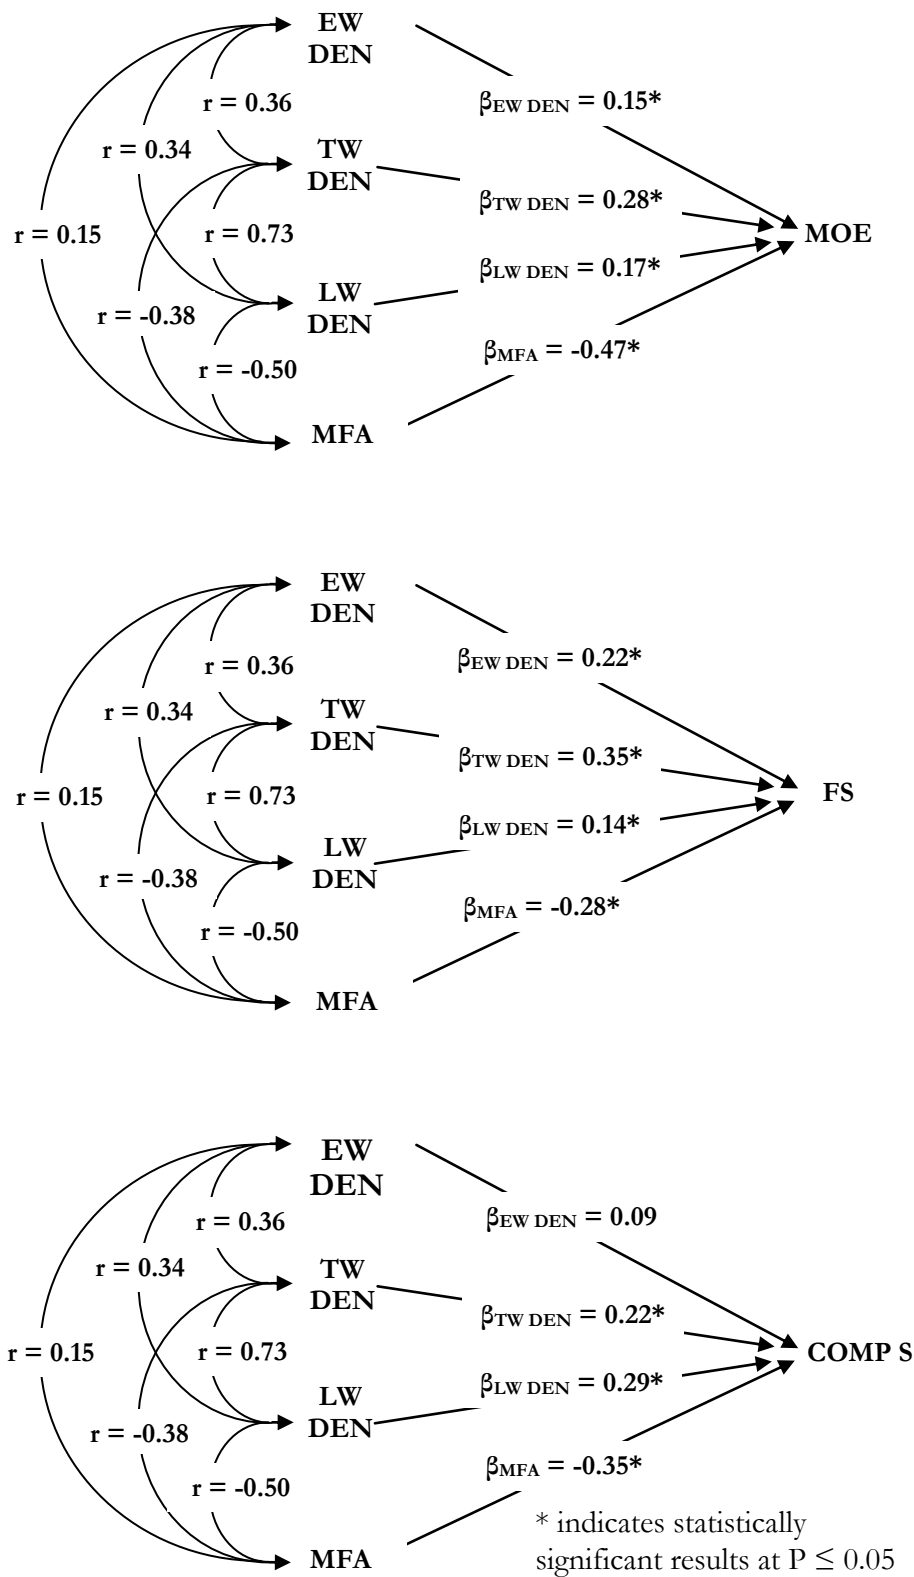 EW
DEN
r = 0.36
βEW DEN = 0.15*
r = 0.34
TW
DEN
βTW DEN = 0.28*
r = 0.15
r = 0.73
MOE
βLW DEN = 0.17*
LW
DEN
r = -0.38
βMFA = -0.47*
r = -0.50
MFA
EW
DEN
r = 0.36
βEW DEN = 0.22*
r = 0.34
TW
DEN
βTW DEN = 0.35*
r = 0.15
r = 0.73
FS
βLW DEN = 0.14*
LW
DEN
r = -0.38
βMFA = -0.28*
r = -0.50
MFA
EW
DEN
r = 0.36
βEW DEN = 0.09
r = 0.34
TW
DEN
βTW DEN = 0.22*
r = 0.15
r = 0.73
COMP S
βLW DEN = 0.29*
LW
DEN
r = -0.38
βMFA = -0.35*
r = -0.50
MFA
* indicates statistically
significant results at P ≤ 0.05